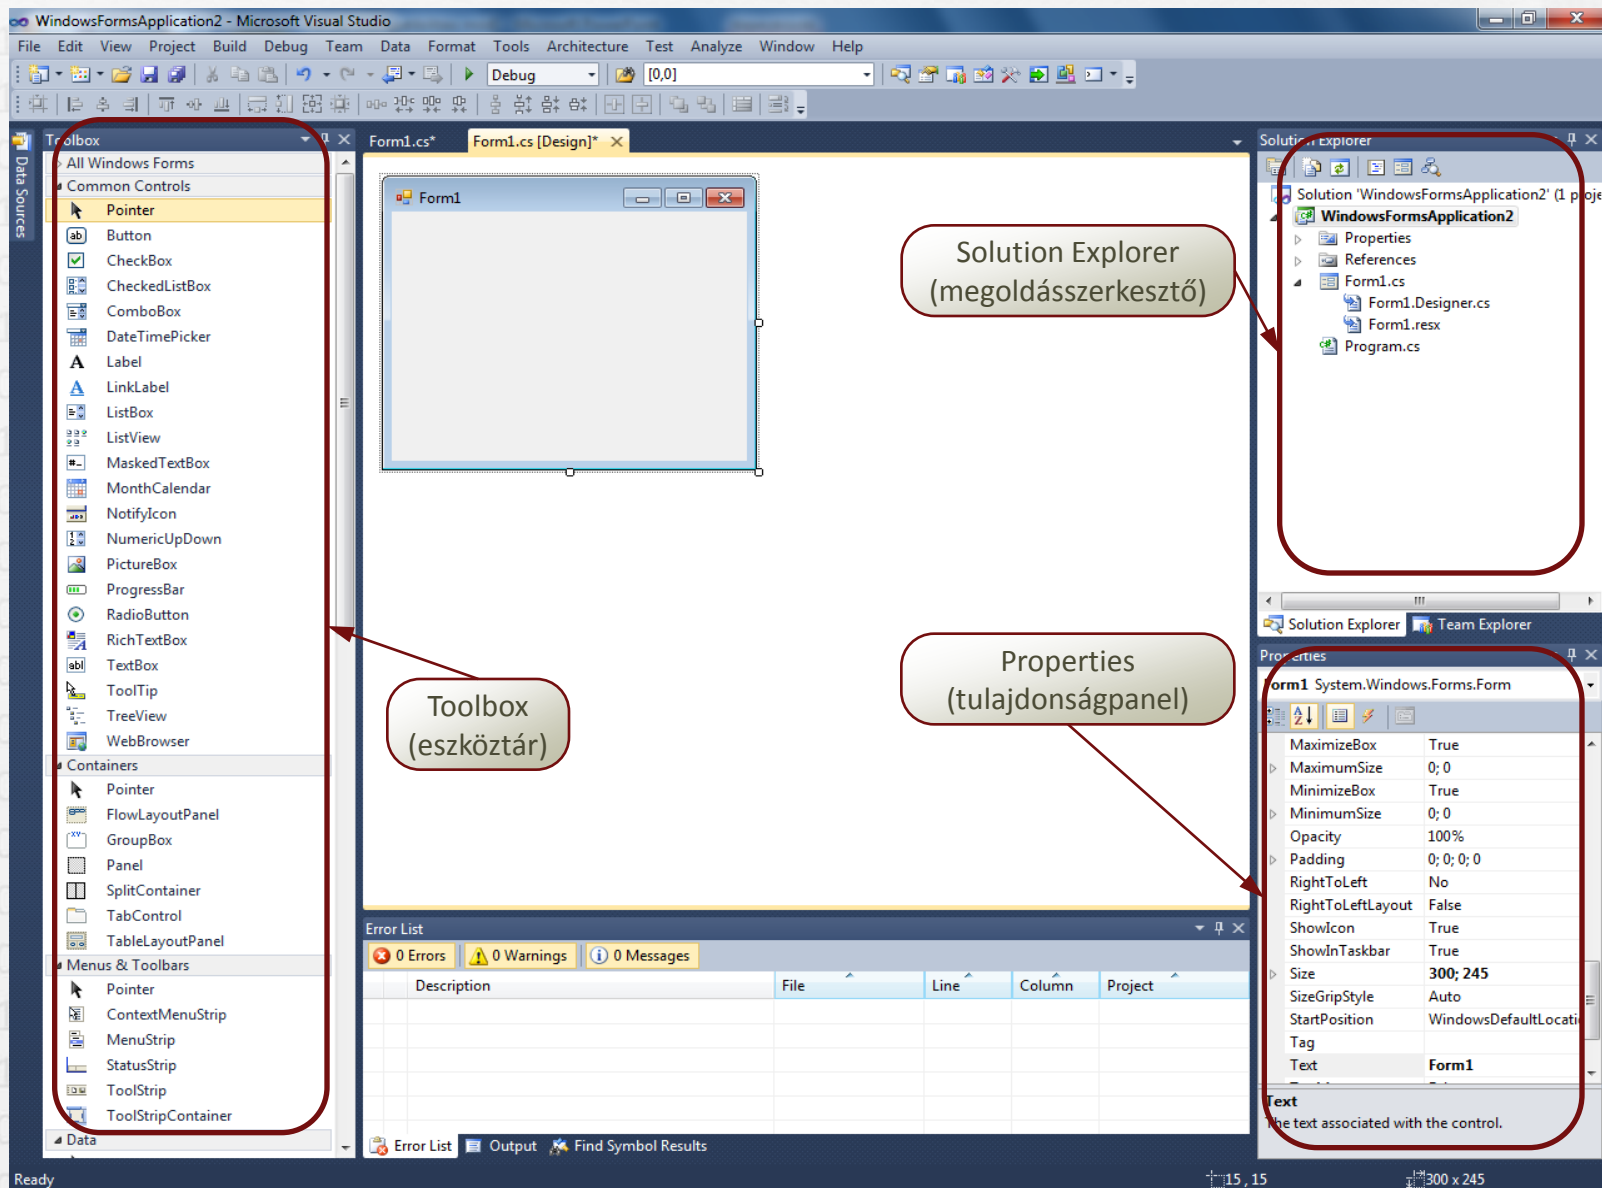 WindowsFormsApplication2 - Microsoft Visual Studio
File Edit View Project Build Debug Team Data Format Tools Architecture Test Analyze Window Help
Debug [0,0]
Data Sources
Toolbox
All Windows Forms
Common Controls
Pointer
Button
CheckBox
CheckedListBox
ComboBox
DateTimePicker
Label
LinkLabel
ListBox
ListView
MaskedTextBox
MonthCalendar
NotifyIcon
NumericUpDown
PictureBox
ProgressBar
RadioButton
RichTextBox
TextBox
ToolTip
TreeView
WebBrowser
Containers
Pointer
FlowLayoutPanel
GroupBox
Panel
SplitContainer
TabControl
TableLayoutPanel
Menus & Toolbars
Pointer
ContextMenuStrip
MenuStrip
StatusStrip
ToolStrip
ToolStripContainer
Data
Form1.cs* Form1.cs [Design]*
Form1
Toolbox
(eszköztár)
Solution Explorer
(megoldásszerkesztő)
Properties
(tulajdonságpanel)
Error List
0 Errors 0 Warnings 0 Messages
Description File Line Column Project
Error List Output Find Symbol Results
Solution Explorer
Solution 'WindowsFormsApplication2' (1 proje
WindowsFormsApplication2
Properties
References
Form1.cs
Form1.Designer.cs
Form1.resx
Program.cs
Solution Explorer Team Explorer
Properties
Form1 System.Windows.Forms.Form
MaximizeBox True
MaximumSize 0; 0
MinimizeBox True
MinimumSize 0; 0
Opacity 100%
Padding 0; 0; 0; 0
RightToLeft No
RightToLeftLayout False
ShowIcon True
ShowInTaskbar True
Size 300; 245
SizeGripStyle Auto
StartPosition WindowsDefaultLocati
Tag
Text Form1
Text
The text associated with the control.
Ready 15 , 15 300 x 245